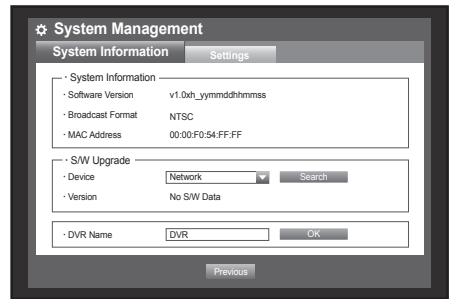 System Management
System Information
Settings
· System Information
· Software Version v1.0xh_yymmddhhmmss
· Broadcast Format NTSC
· MAC Address 00:00:F0:54:FF:FF
· S/W Upgrade
· Device Network Search
· Version No S/W Data
· DVR Name DVR OK
Previous